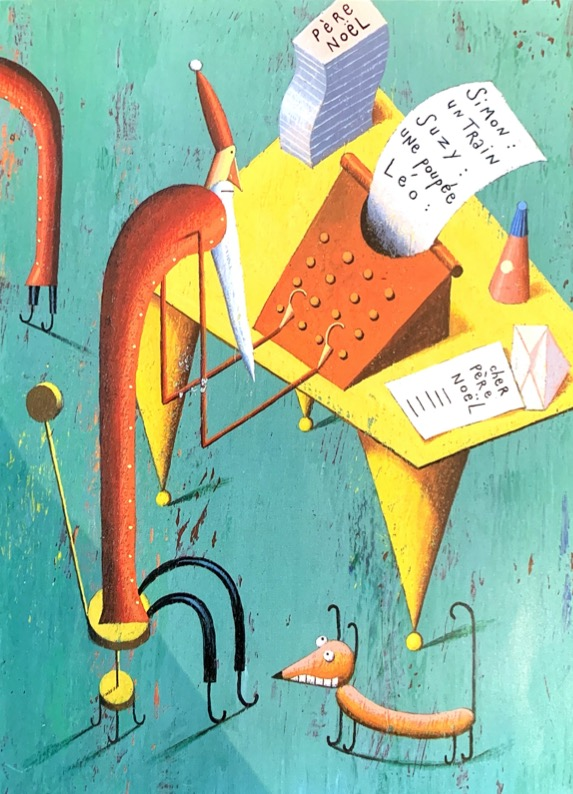 PÈRE
NOËL
Simon :
un Train
Suzy :
une poupée
Léo :
cher
PÈRE
NOËL